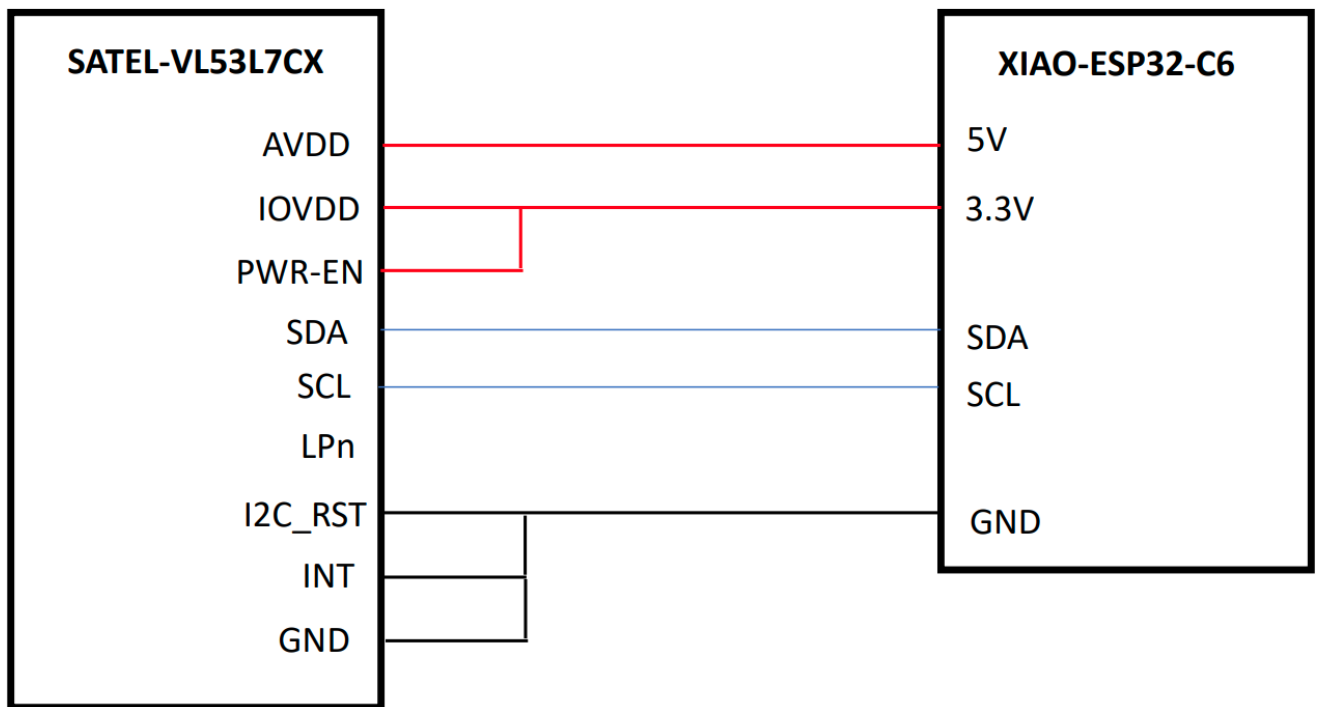 SATEL-VL53L7CX
AVDD
IOVDD
PWR-EN
SDA
SCL
LPn
I2C_RST
INT
GND
XIAO-ESP32-C6
5V
3.3V
SDA
SCL
GND